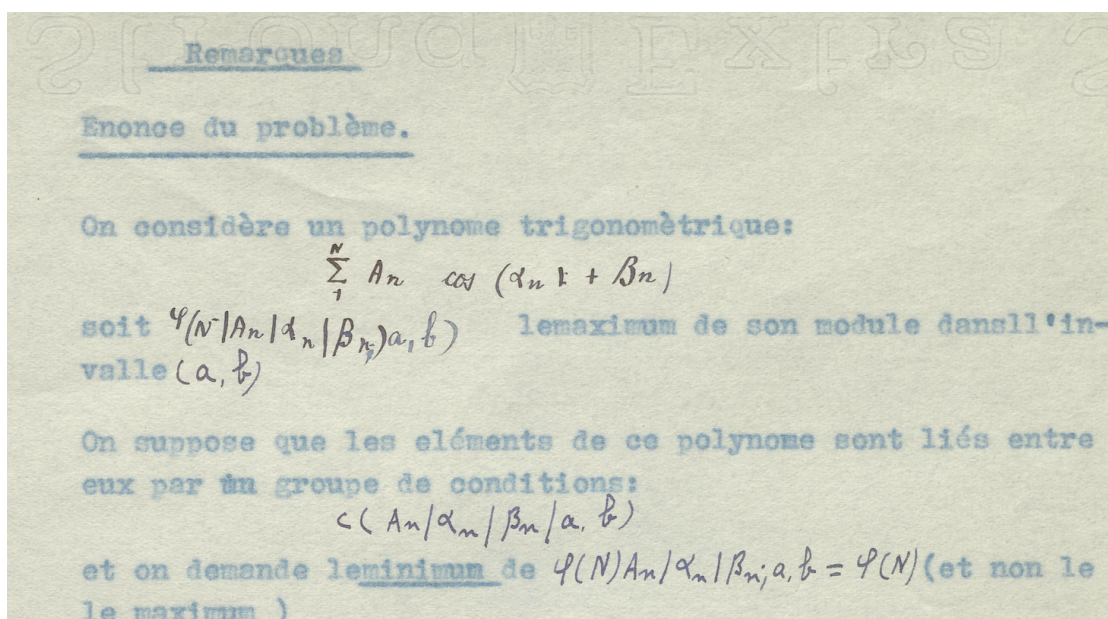 Remarques
Enonce du problème.
On considère un polynome trigonomètrique:
N
∑ An cos (αn t + βn)
1
soit φ(N|An|αn|βn;)a, b) lemaximum de son module dansll'in-
valle (a, b)
On suppose que les eléments de ce polynome sont liés entre
eux par un groupe de conditions:
C( An/αn/βn/a, b)
et on demande leminimum de φ(N)An/αn/βn;a, b = φ(N) (et non le
le maximum )